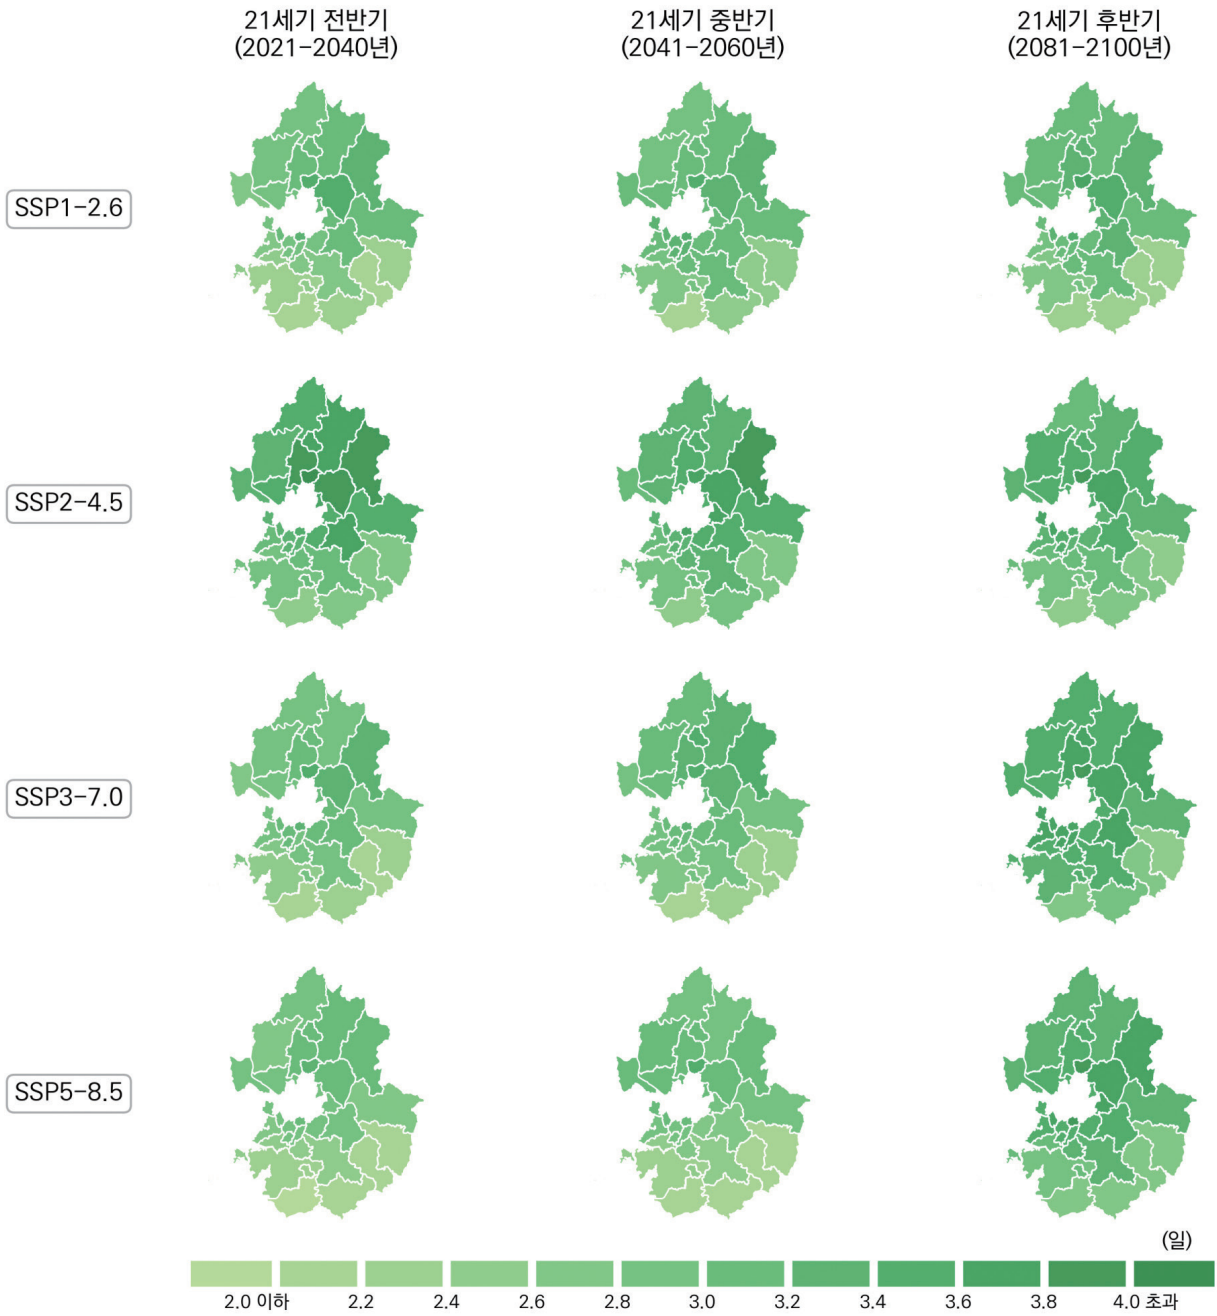 21세기 전반기
(2021-2040년)
21세기 중반기
(2041-2060년)
21세기 후반기
(2081-2100년)
SSP1-2.6
SSP2-4.5
SSP3-7.0
SSP5-8.5
(일)
2.0 이하 2.2 2.4 2.6 2.8 3.0 3.2 3.4 3.6 3.8 4.0 초과